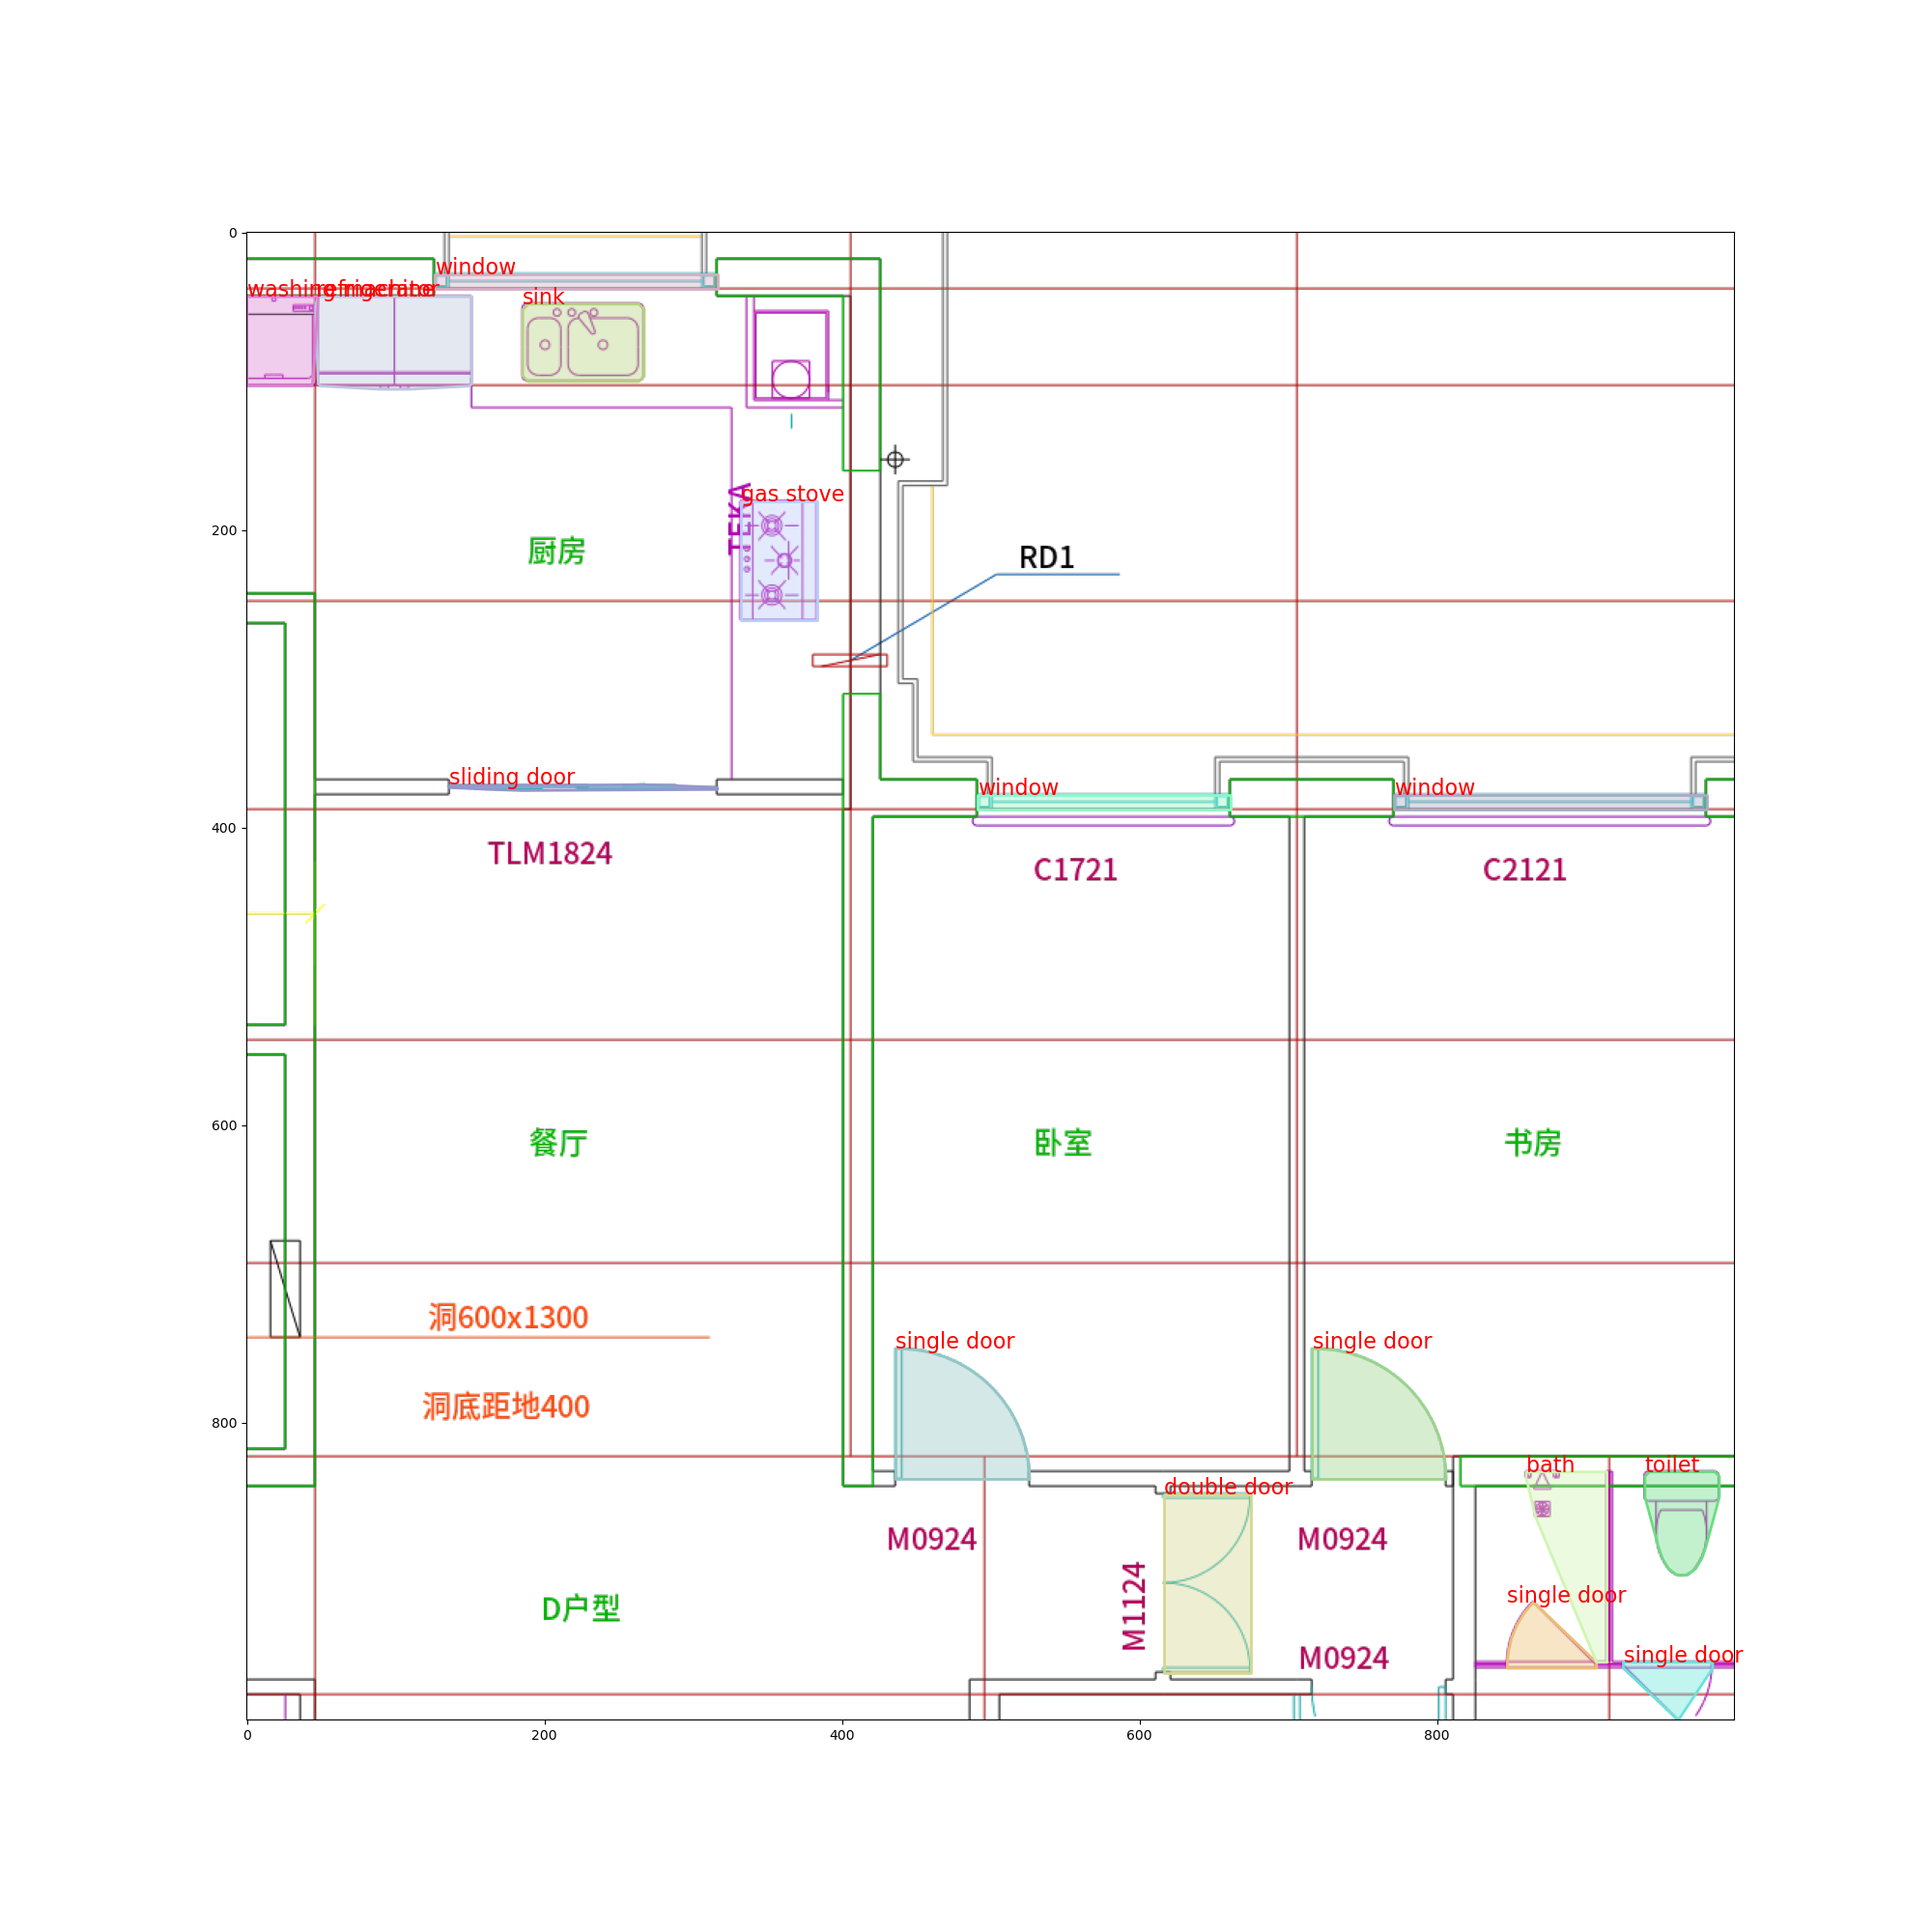 0
window
washing machine
refrigerator
sink
gas stove
200
厨房
RD1
sliding door
window
window
400
TLM1824
C1721
C2121
600
餐厅
卧室
书房
洞600x1300
single door
single door
洞底距地400
800
bath
toilet
double door
M0924
M1124
M0924
D户型
single door
M0924
single door
0
200
400
600
800